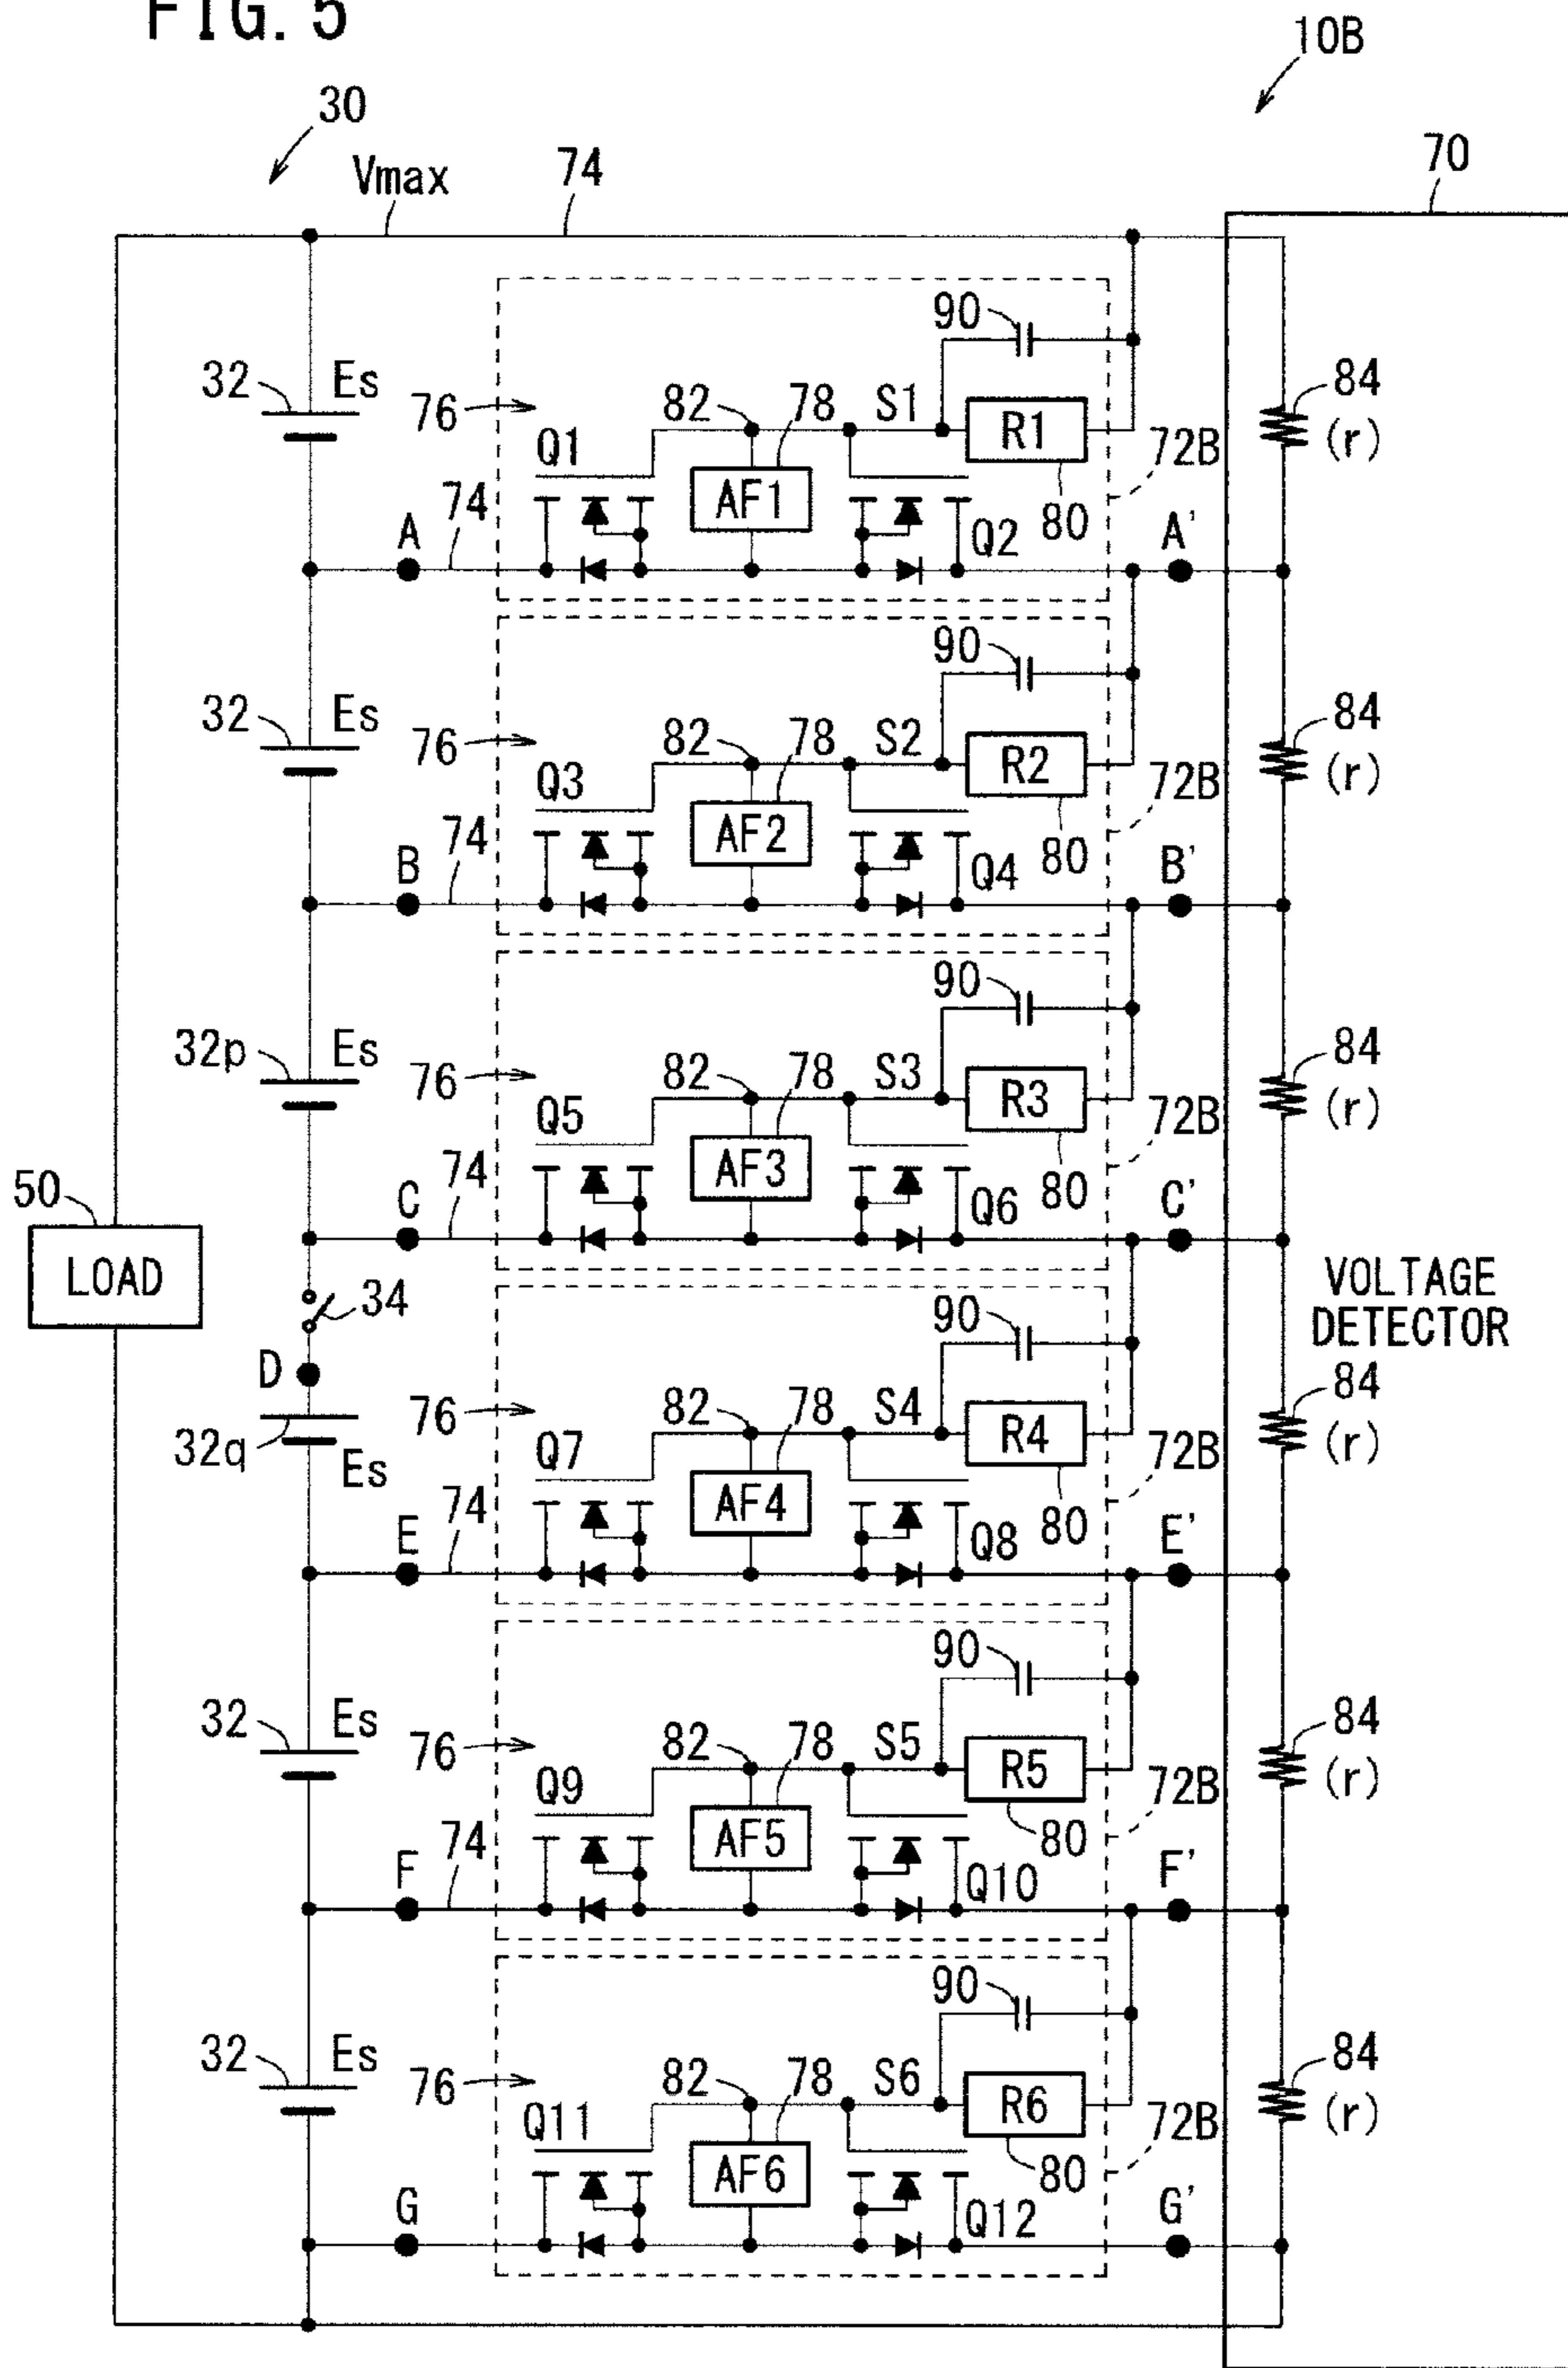 FIG. 5
10B
30
70
Vmax
74
90
32
Es
84
76
82
78
S1
R1
(r)
Q1
72B
AF1
74
A
80
Q2
A'
90
32
Es
84
76
82
78
S2
R2
(r)
Q3
72B
AF2
74
B
80
Q4
B'
90
32p
Es
84
76
82
78
S3
R3
(r)
Q5
72B
AF3
74
50
C
80
Q6
C'
LOAD
34
VOLTAGE
DETECTOR
90
D
84
76
82
78
S4
R4
(r)
32q
Es
Q7
72B
AF4
74
E
80
Q8
E'
90
32
Es
84
76
82
78
S5
R5
(r)
Q9
72B
AF5
74
F
80
Q10
F'
90
32
Es
84
76
82
78
S6
R6
(r)
Q11
72B
AF6
80
G
Q12
G'